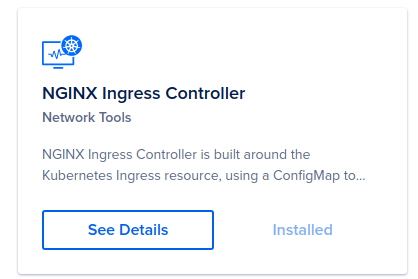 NGINX Ingress Controller
Network Tools
NGINX Ingress Controller is built around the
Kubernetes Ingress resource, using a ConfigMap to...
See Details
Installed